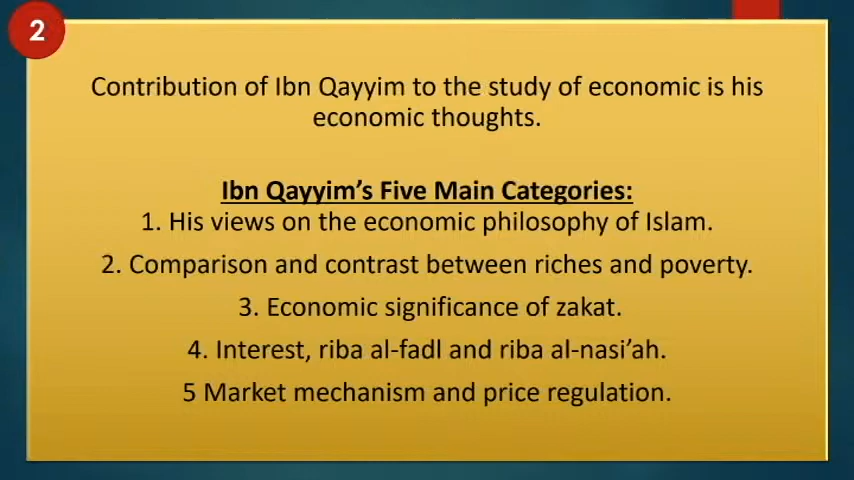 2
Contribution of Ibn Qayyim to the study of economic is his
economic thoughts.
Ibn Qayyim's Five Main Categories:
1. His views on the economic philosophy of Islam.
2. Comparison and contrast between riches and poverty.
3. Economic significance of zakat.
4. Interest, riba al-fadl and riba al-nasi'ah.
5 Market mechanism and price regulation.